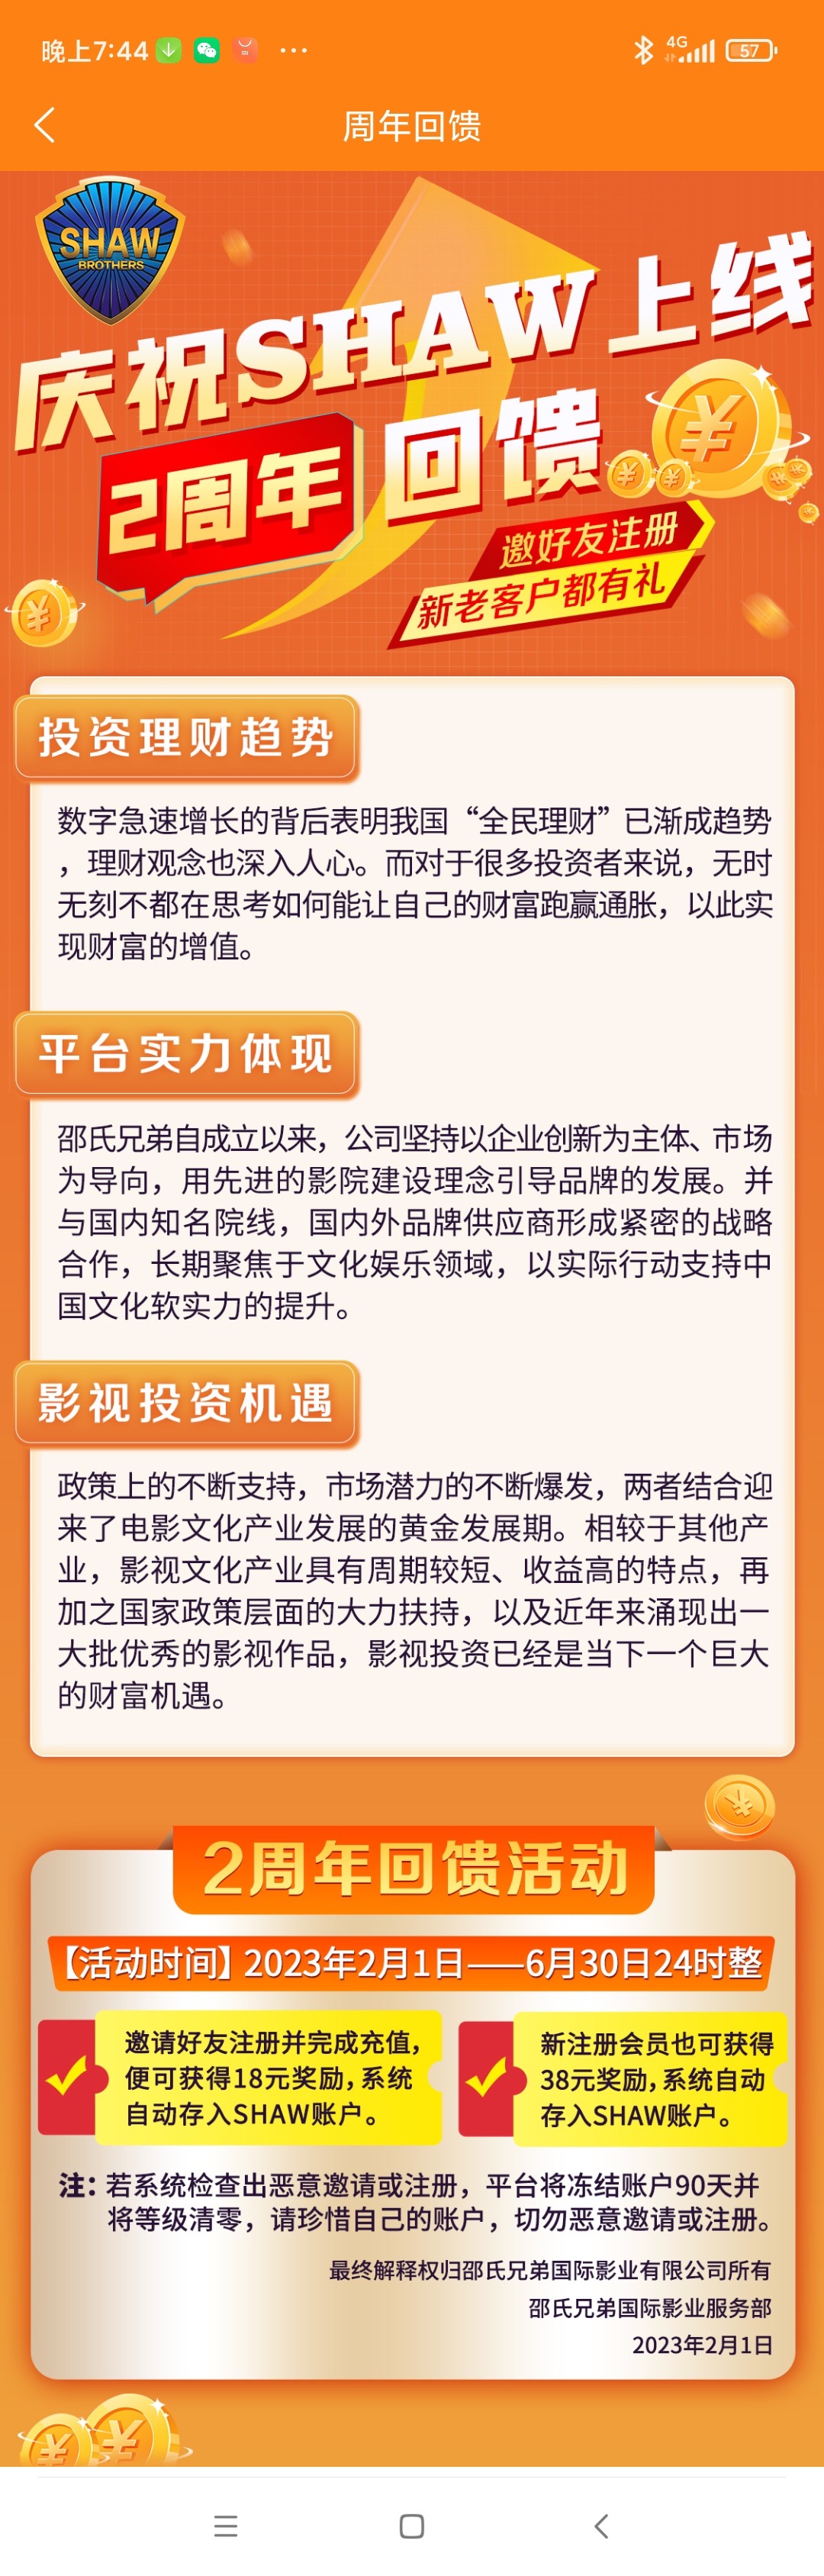 晚上7:44
4G
57
周年回馈
SHAW
BROTHERS
庆祝SHAW上线
2周年回馈
邀好友注册
新老客户都有礼
投资理财趋势
数字急速增长的背后表明我国“全民理财”已渐成趋势
，理财观念也深入人心。而对于很多投资者来说，无时
无刻不都在思考如何能让自己的财富跑赢通胀，以此实
现财富的增值。
平台实力体现
邵氏兄弟自成立以来，公司坚持以企业创新为主体、市场
为导向，用先进的影院建设理念引导品牌的发展。并
与国内知名院线，国内外品牌供应商形成紧密的战略
合作，长期聚焦于文化娱乐领域，以实际行动支持中
国文化软实力的提升。
影视投资机遇
政策上的不断支持，市场潜力的不断爆发，两者结合迎
来了电影文化产业发展的黄金发展期。相较于其他产
业，影视文化产业具有周期较短、收益高的特点，再
加之国家政策层面的大力扶持，以及近年来涌现出一
大批优秀的影视作品，影视投资已经是当下一个巨大
的财富机遇。
2周年回馈活动
【活动时间】2023年2月1日——6月30日24时整
邀请好友注册并完成充值，
便可获得18元奖励，系统
自动存入SHAW账户。
新注册会员也可获得
38元奖励，系统自动
存入SHAW账户。
注：若系统检查出恶意邀请或注册，平台将冻结账户90天并
将等级清零，请珍惜自己的账户，切勿恶意邀请或注册。
最终解释权归邵氏兄弟国际影业有限公司所有
邵氏兄弟国际影业服务部
2023年2月1日